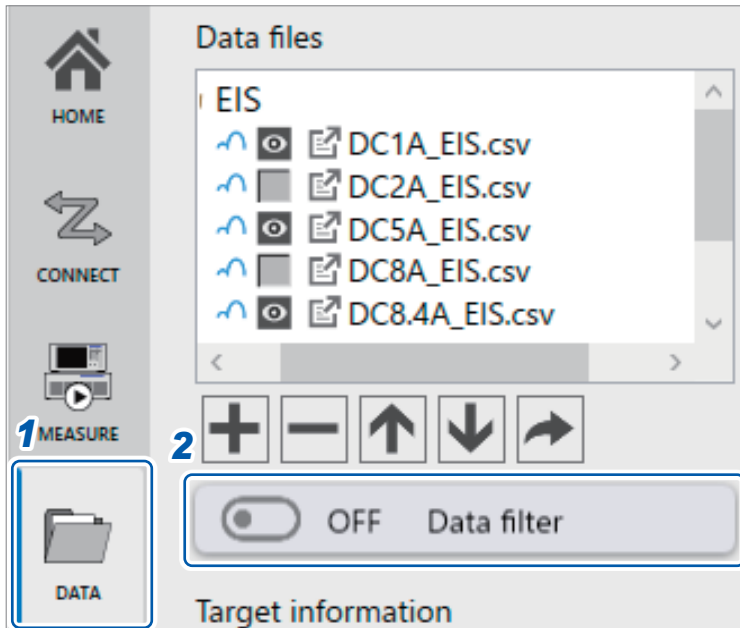 HOME
CONNECT
1 MEASURE
DATA
Data files
EIS
DC1A_EIS.csv
DC2A_EIS.csv
DC5A_EIS.csv
DC8A_EIS.csv
DC8.4A_EIS.csv
2
OFF Data filter
Target information